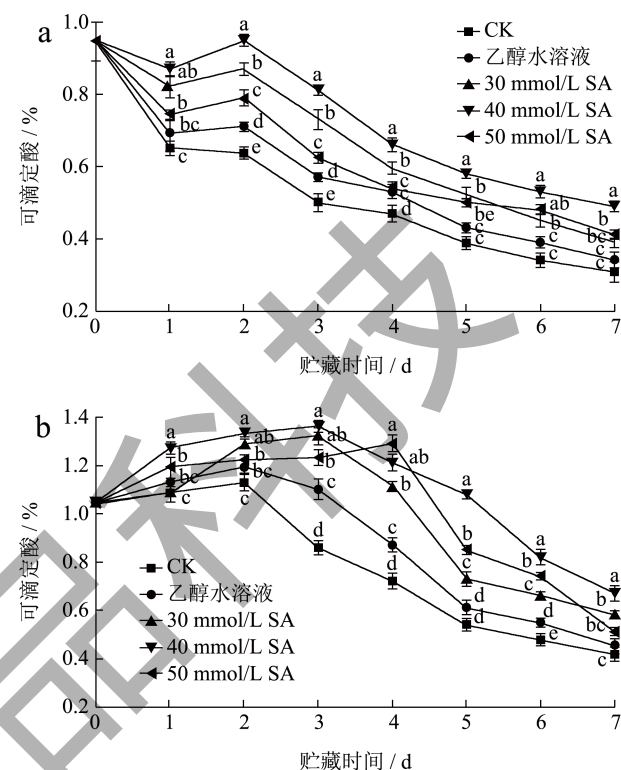 a
1.0
0.8
0.6
0.4
0.2
可滴定酸 / %
CK
乙醇水溶液
30 mmol/L SA
40 mmol/L SA
50 mmol/L SA
a
ab
b
bc
c
a
b
c
d
e
a
b
c
d
e
a
b
c
c
d
a
b
be
c
c
a
ab
b
c
c
a
b
bc
c
c
0 1 2 3 4 5 6 7
贮藏时间 / d
b
1.4
1.2
1.0
0.8
0.6
0.4
0.2
可滴定酸 / %
CK
乙醇水溶液
30 mmol/L SA
40 mmol/L SA
50 mmol/L SA
a
b
bc
c
a
ab
b
bc
c
a
ab
b
c
d
a
ab
b
c
d
a
b
c
d
d
a
b
c
d
e
a
b
bc
c
0 1 2 3 4 5 6 7
贮藏时间 / d
品科技